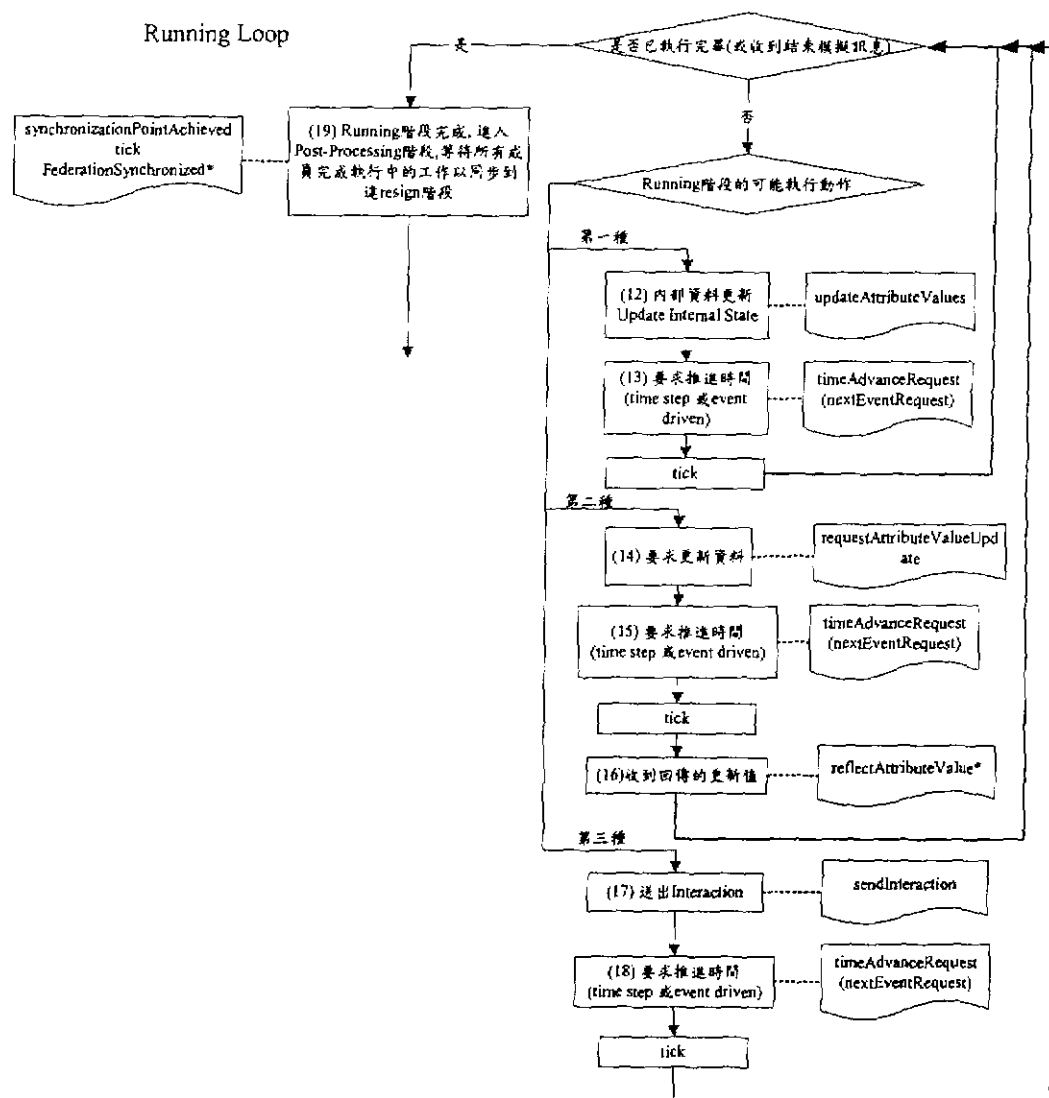 Running Loop
是
是否已執行完畢(或收到結束模擬訊息)
否
synchronizationPointAchieved
tick
FederationSynchronized*
(19) Running階段完成, 進入
Post-Processing階段,等待所有成
員完成執行中的工作以同步到
達resign階段
Running階段的可能執行動作
第一種
(12) 內部資料更新
Update Internal State
updateAttributeValues
(13) 要求推進時間
(time step 或event
driven)
timeAdvanceRequest
(nextEventRequest)
tick
第二種
(14) 要求更新資料
requestAttributeValueUpd
ate
(15) 要求推進時間
(time step 或event driven)
timeAdvanceRequest
(nextEventRequest)
tick
(16)收到回傳的更新值
reflectAttributeValue*
第三種
(17) 送出Interaction
sendInteraction
(18) 要求推進時間
(time step 或event driven)
timeAdvanceRequest
(nextEventRequest)
tick